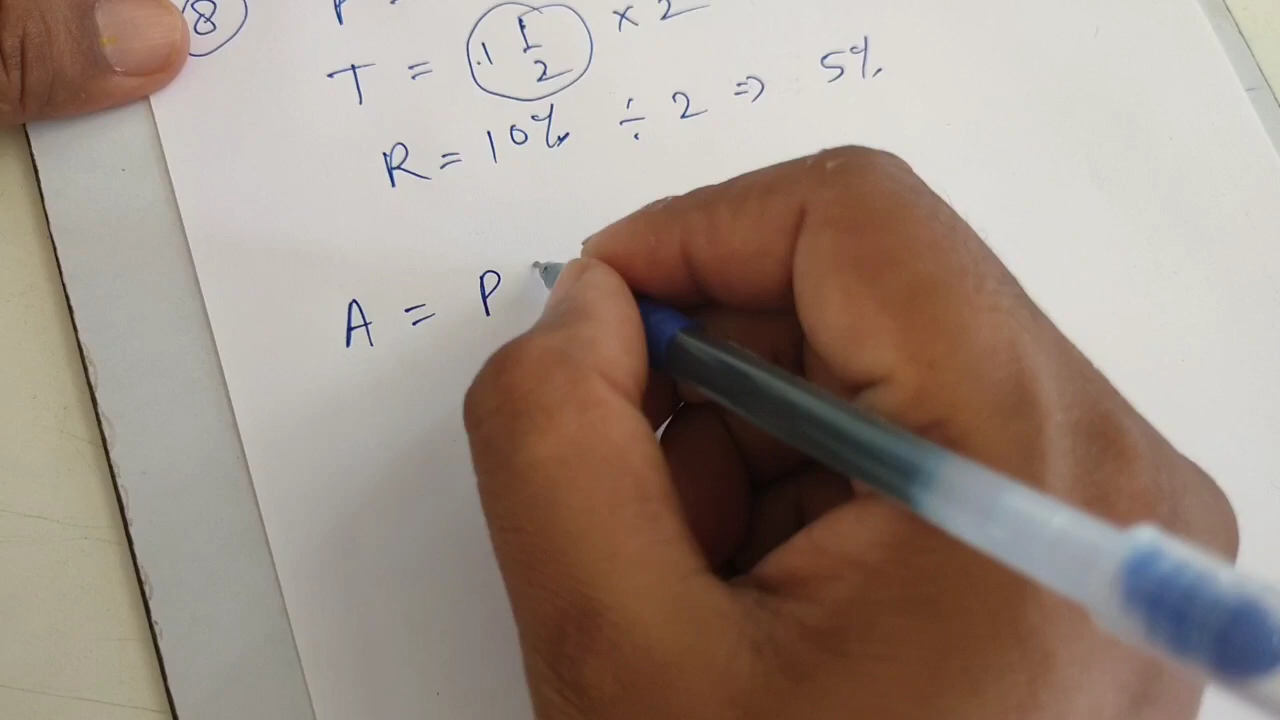 8
T = 1 1/2 × 2
R = 10% ÷ 2 ⇒ 5%
A = P